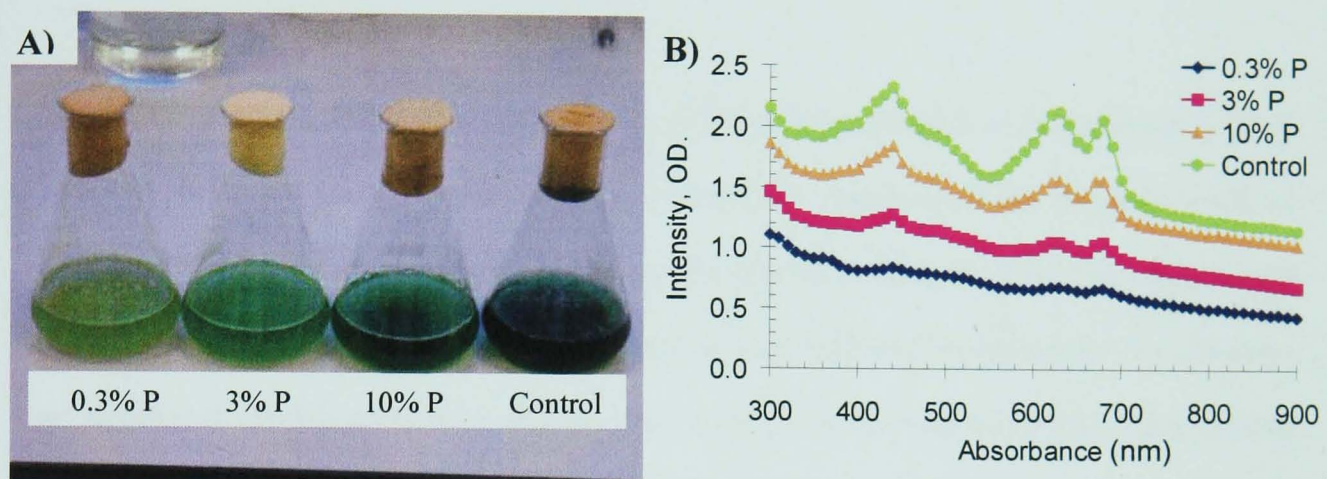 A)
0.3% P
3% P
10% P
Control
B)
0.3% P
3% P
10% P
Control
Intensity, OD.
2.5
2.0
1.5
1.0
0.5
0.0
300 400 500 600 700 800 900
Absorbance (nm)